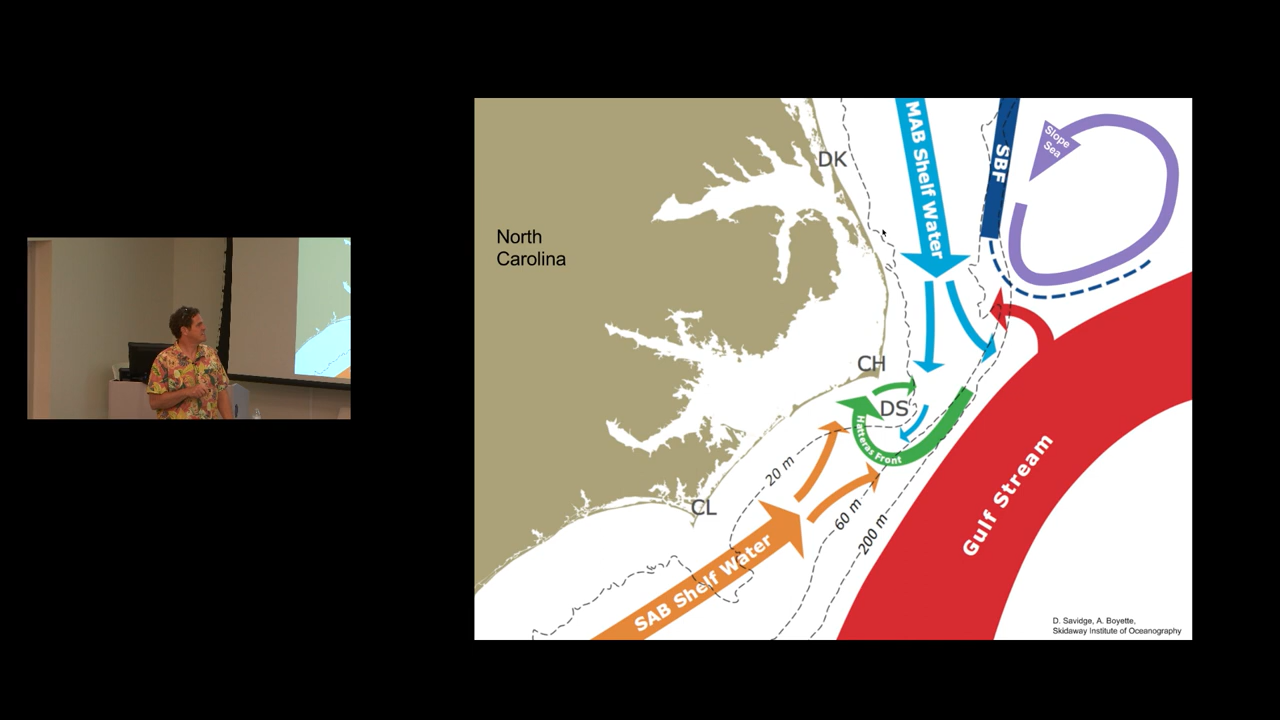 MAB Shelf Water
SBF
Slope
Sea
DK
North
Carolina
CH
DS
Hatteras Front
20 m
CL
60 m
200 m
Gulf Stream
SAB Shelf Water
D. Savidge, A. Boyette,
Skidaway Institute of Oceanography